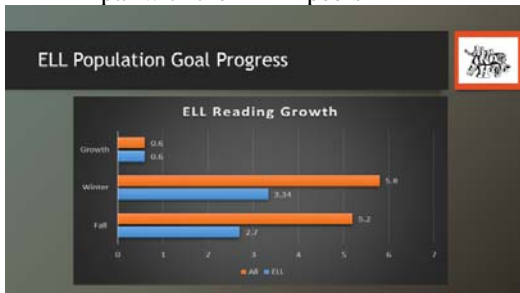 ELL Population Goal Progress
ELL Reading Growth
Growth
0.6
0.6
Winter
5.8
3.34
Fall
5.2
2.7
0 1 2 3 4 5 6 7
All ELL